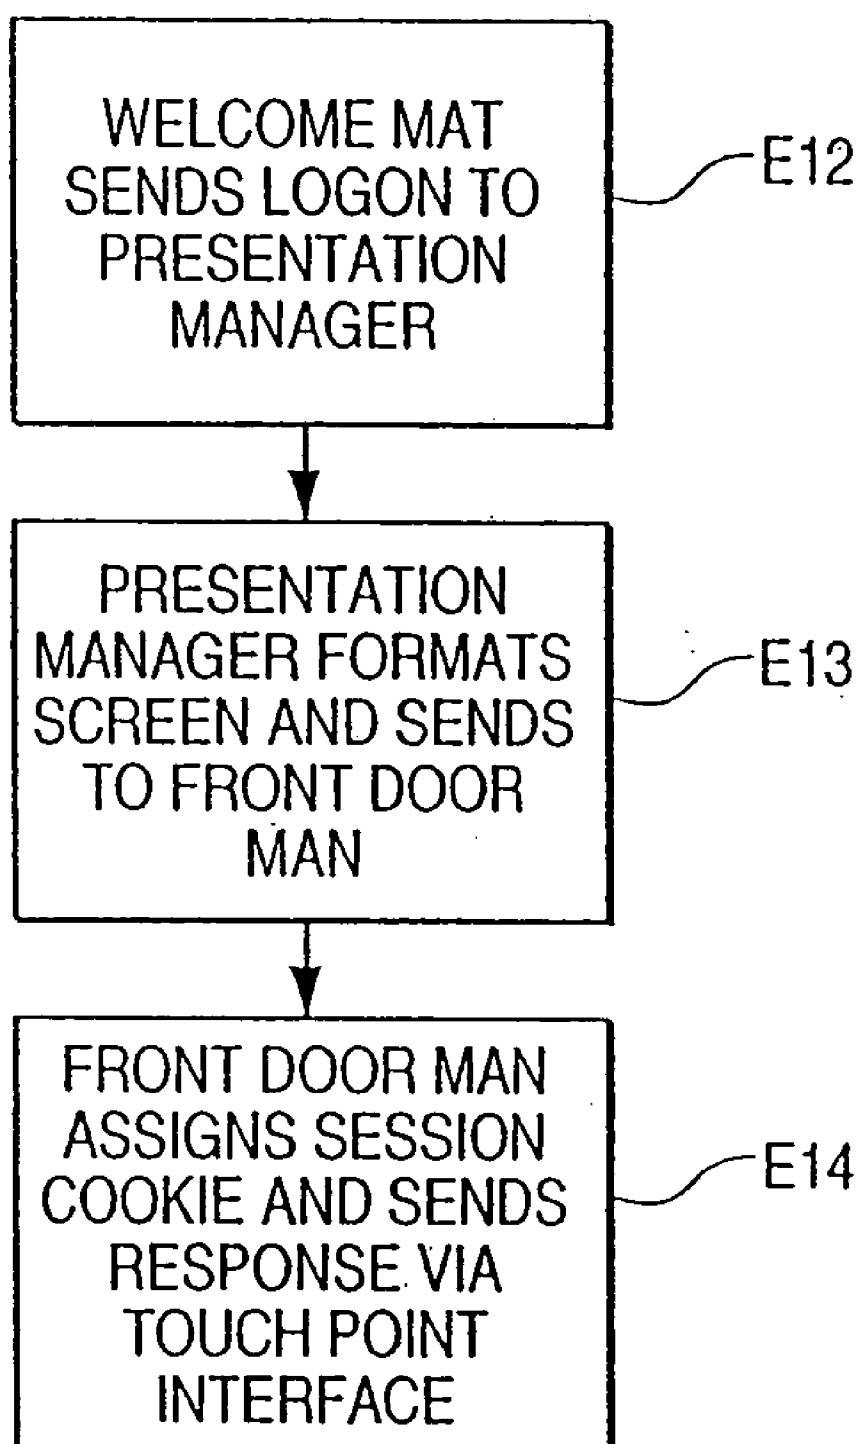 WELCOME MAT
SENDS LOGON TO
PRESENTATION
MANAGER
E12
PRESENTATION
MANAGER FORMATS
SCREEN AND SENDS
TO FRONT DOOR
MAN
E13
FRONT DOOR MAN
ASSIGNS SESSION
COOKIE AND SENDS
RESPONSE VIA
TOUCH POINT
INTERFACE
E14